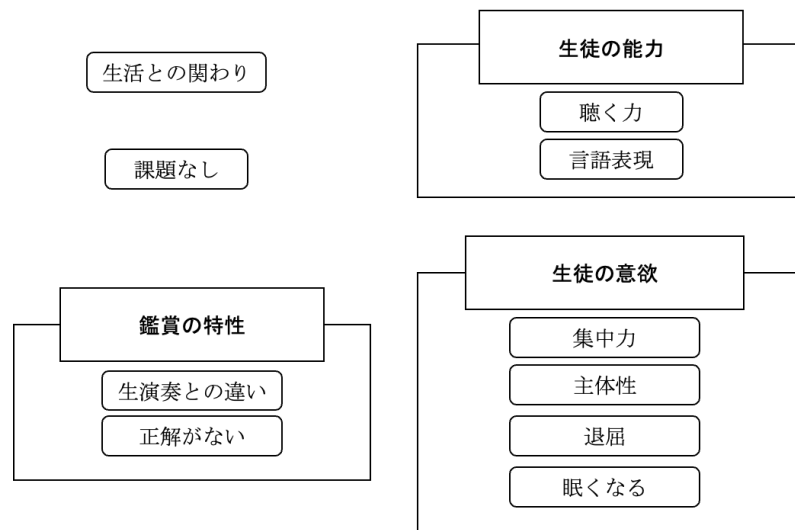 生活との関わり
課題なし
鑑賞の特性
生演奏との違い
正解がない
生徒の能力
聴く力
言語表現
生徒の意欲
集中力
主体性
退屈
眠くなる